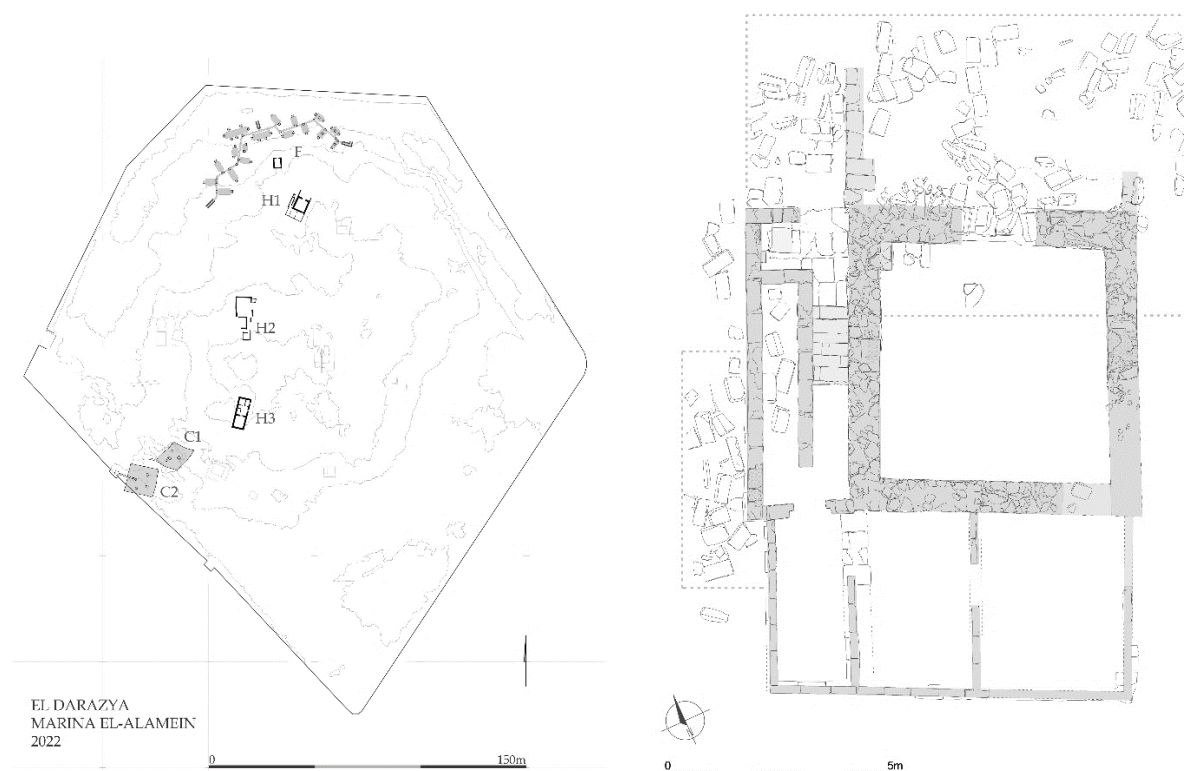 F
H1
H2
H3
C1
C2
EL DARAZYA
MARINA EL-ALAMEIN
2022
0
150m
0
5m